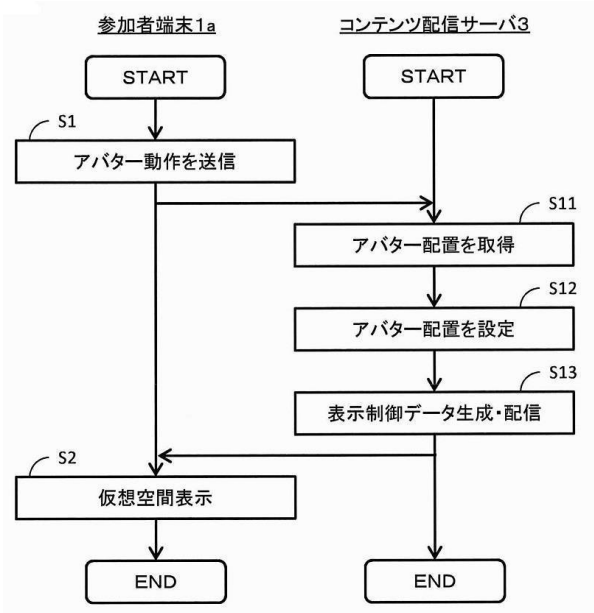 参加者端末1a
コンテンツ配信サーバ3
START
START
S1
アバター動作を送信
S11
アバター配置を取得
S12
アバター配置を設定
S13
表示制御データ生成・配信
S2
仮想空間表示
END
END